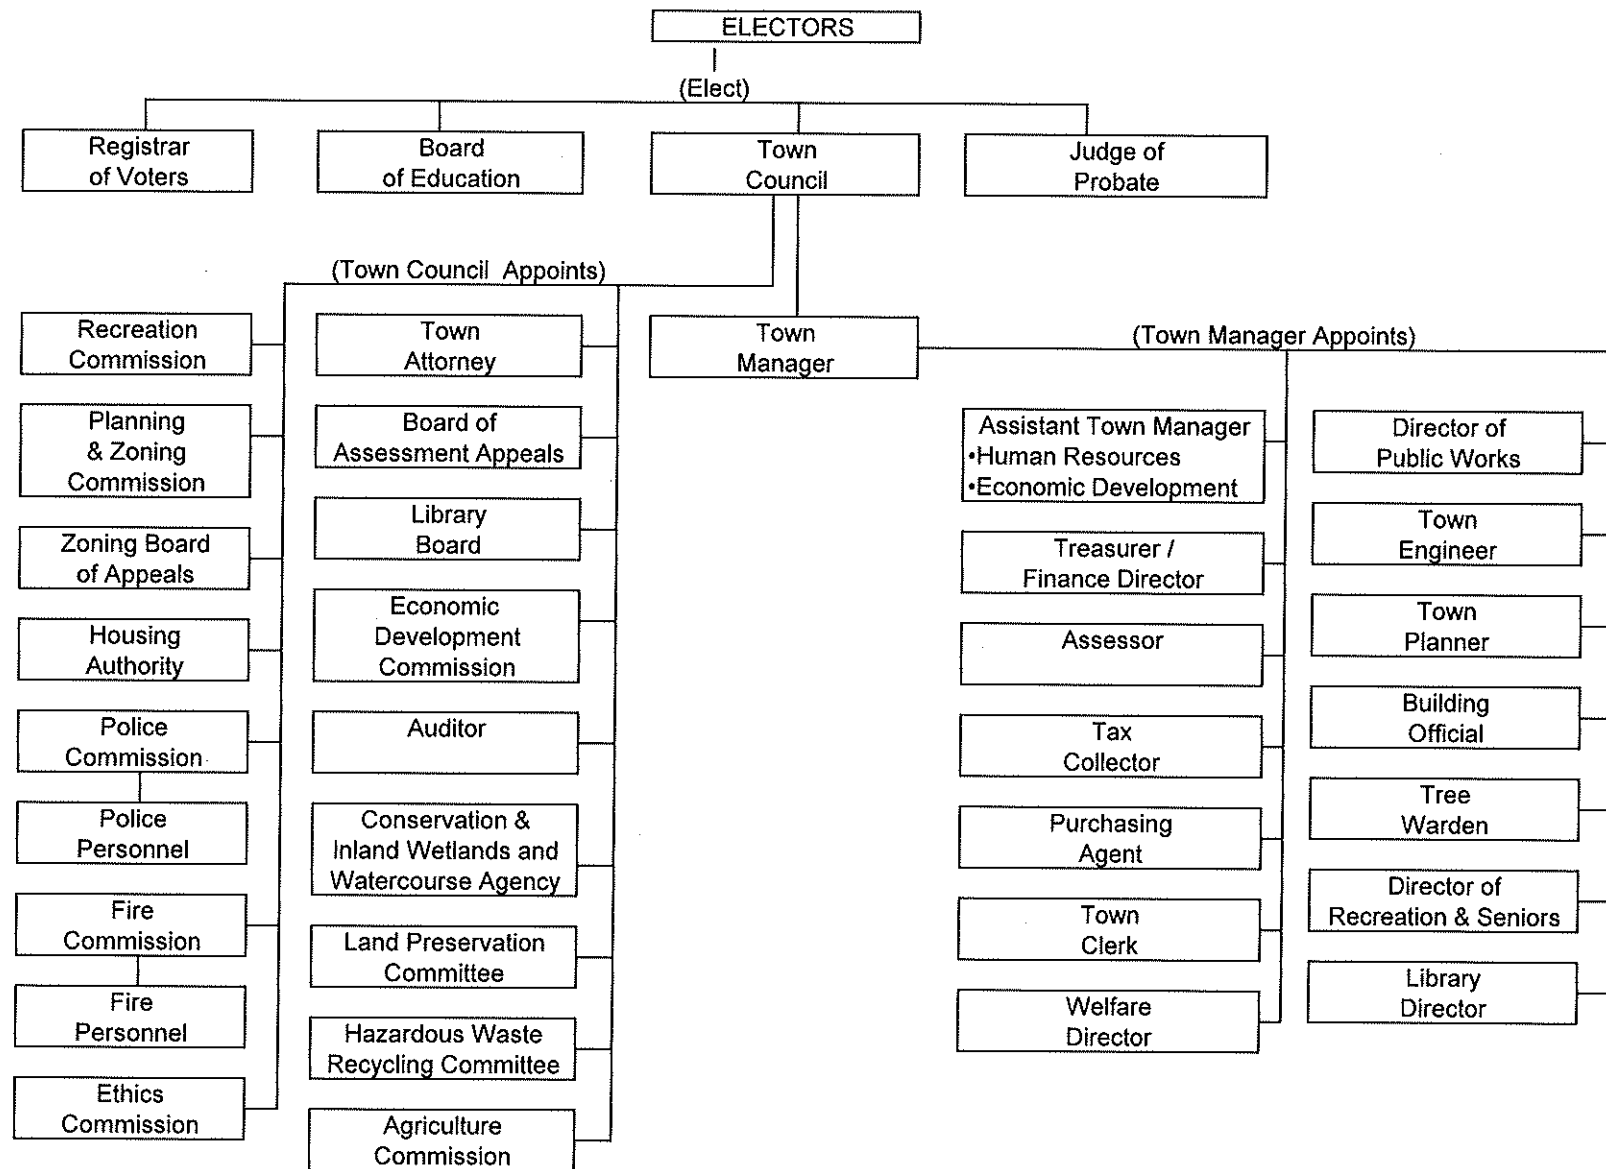 ELECTORS
(Elect)
Registrar
of Voters
Board
of Education
Town
Council
Judge of
Probate
(Town Council Appoints)
Recreation
Commission
Planning
& Zoning
Commission
Zoning Board
of Appeals
Housing
Authority
Police
Commission
Police
Personnel
Fire
Commission
Fire
Personnel
Ethics
Commission
Town
Attorney
Board of
Assessment Appeals
Library
Board
Economic
Development
Commission
Auditor
Conservation &
Inland Wetlands and
Watercourse Agency
Land Preservation
Committee
Hazardous Waste
Recycling Committee
Agriculture
Commission
Town
Manager
(Town Manager Appoints)
Assistant Town Manager
•Human Resources
•Economic Development
Treasurer /
Finance Director
Assessor
Tax
Collector
Purchasing
Agent
Town
Clerk
Welfare
Director
Director of
Public Works
Town
Engineer
Town
Planner
Building
Official
Tree
Warden
Director of
Recreation & Seniors
Library
Director